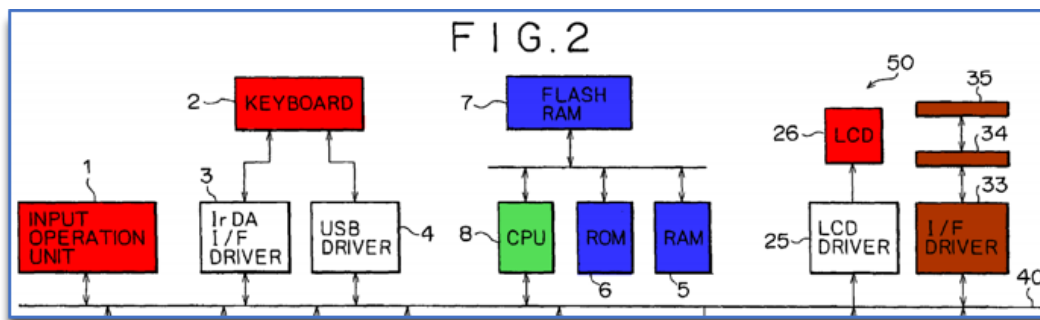 FIG.2
50
35
2
KEYBOARD
7
FLASH
RAM
26
LCD
34
1
3
33
INPUT
OPERATION
UNIT
IrDA
I/F
DRIVER
USB
DRIVER
4
8
CPU
ROM
RAM
25
LCD
DRIVER
I/F
DRIVER
6
5
40